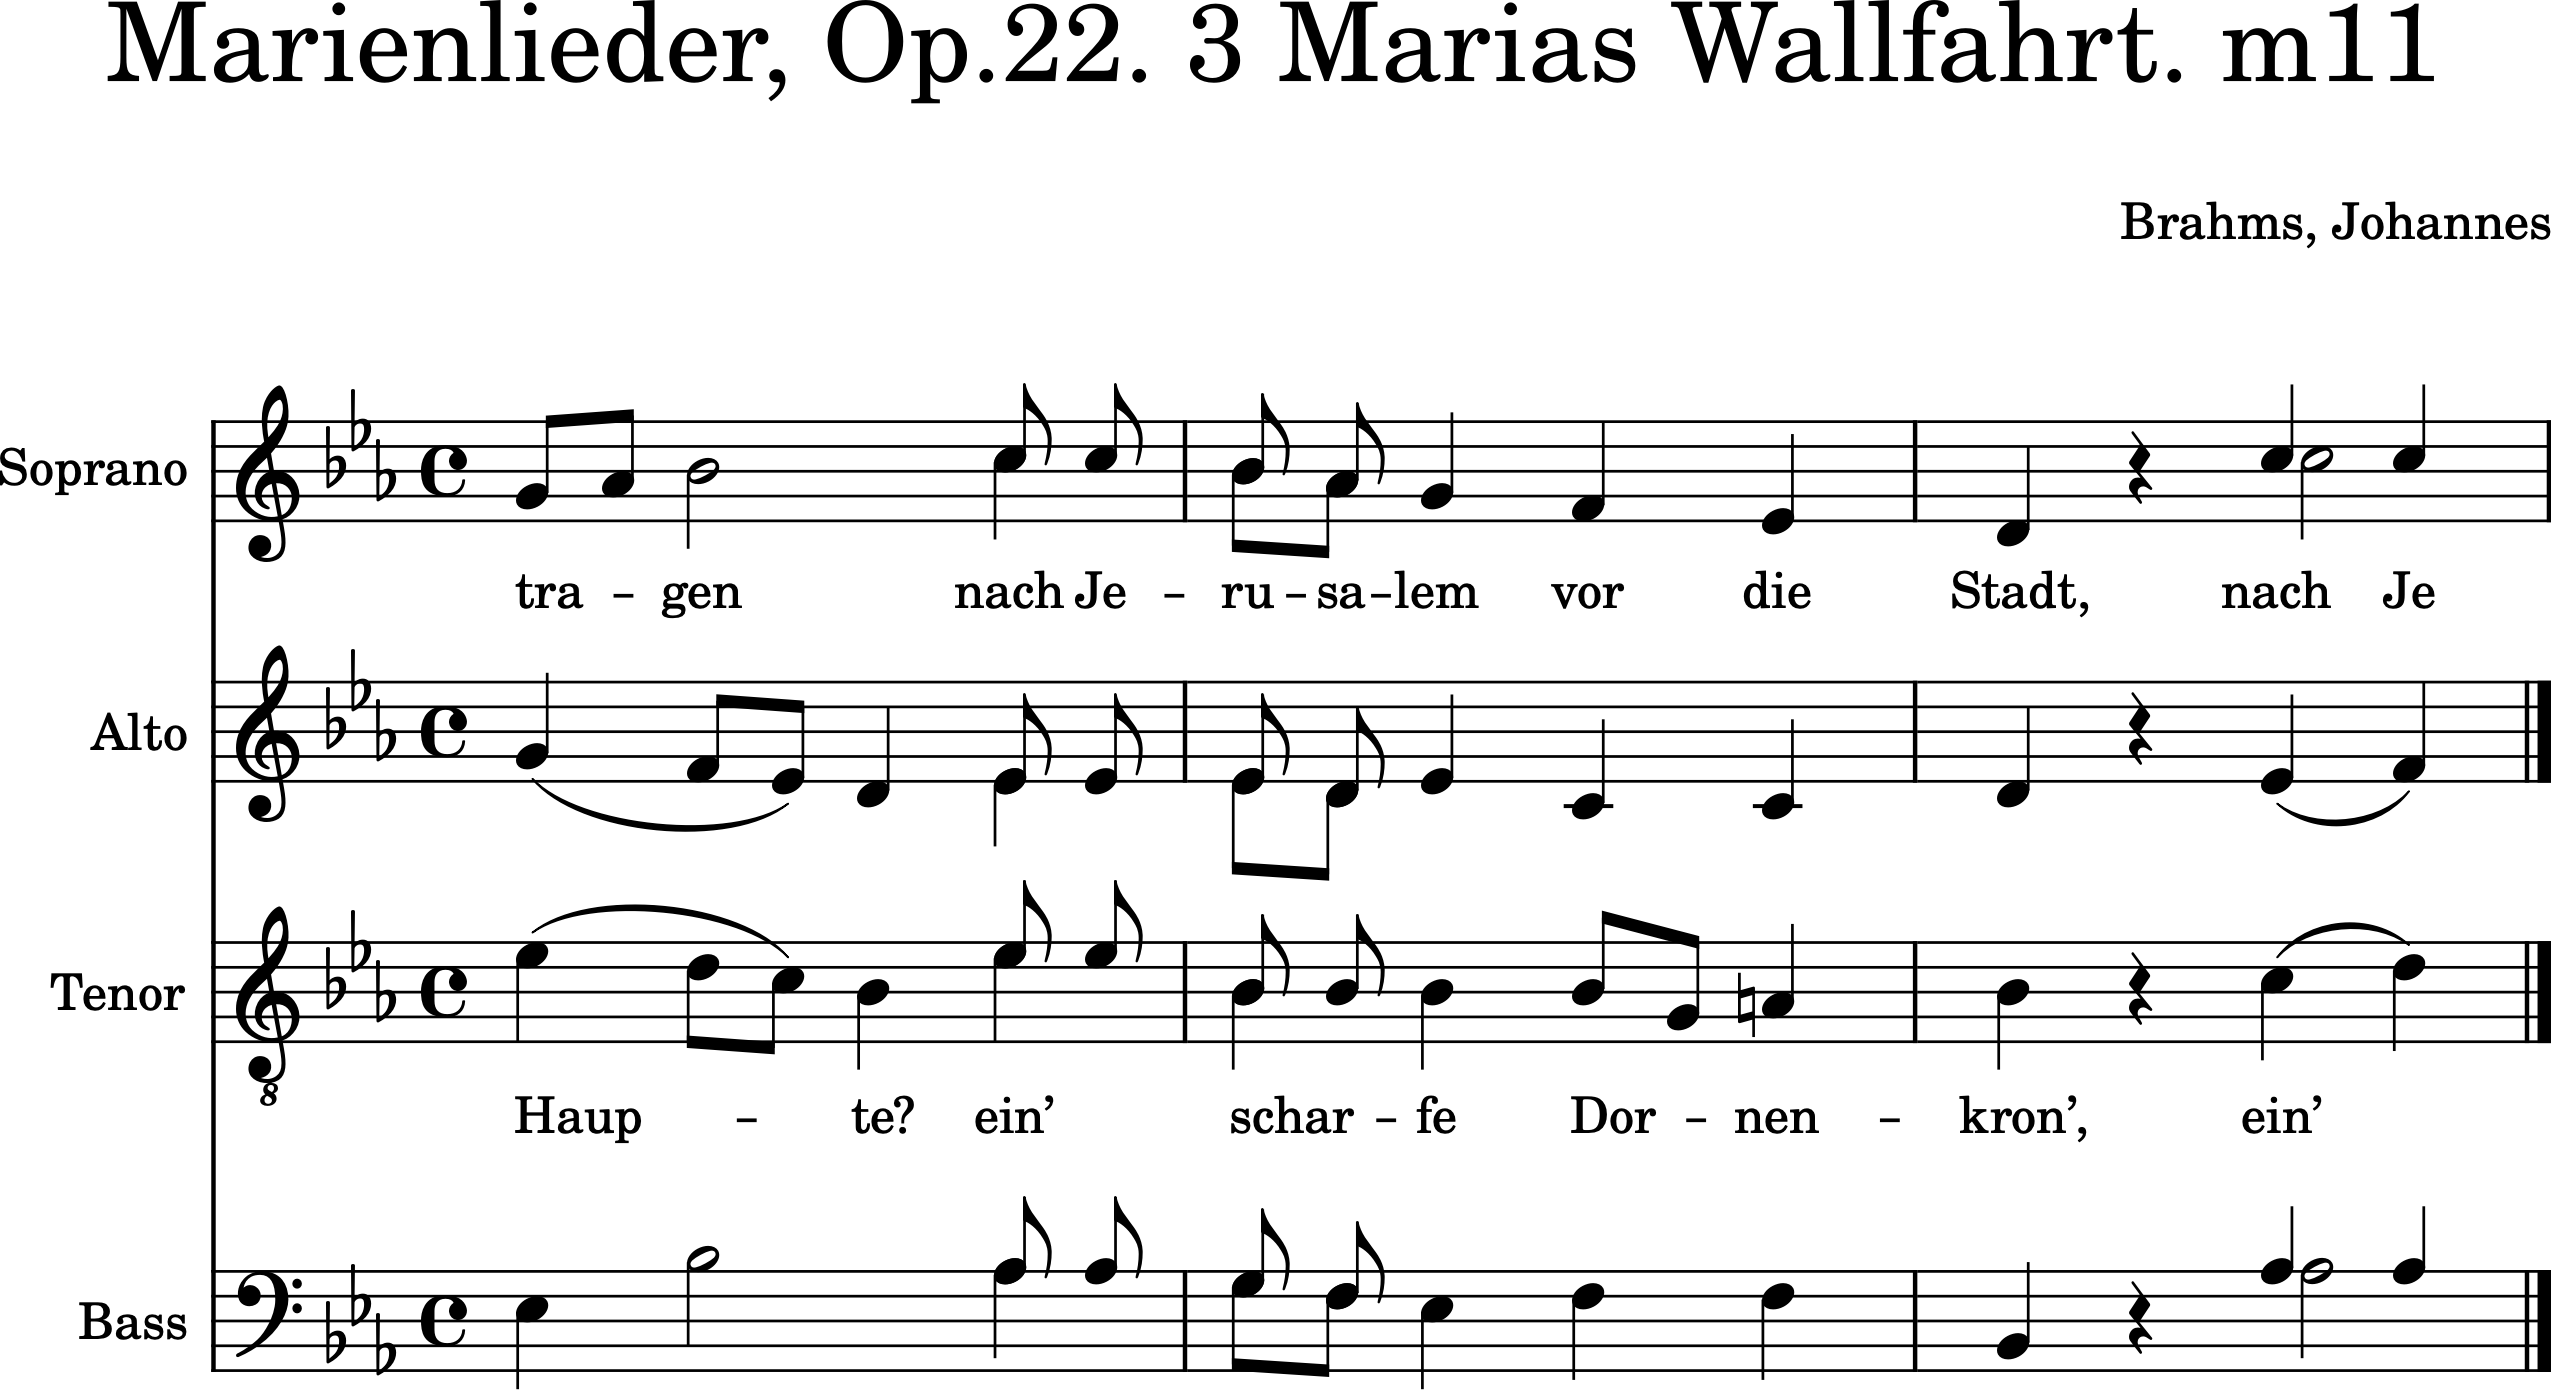 Marienlieder, Op.22. 3 Marias Wallfahrt. m11
Brahms, Johannes
Soprano
tra – gen nach Je – ru – sa – lem vor die Stadt, nach Je
Alto
Tenor
8
Haup – te? ein’ schar – fe Dor – nen – kron’, ein’
Bass